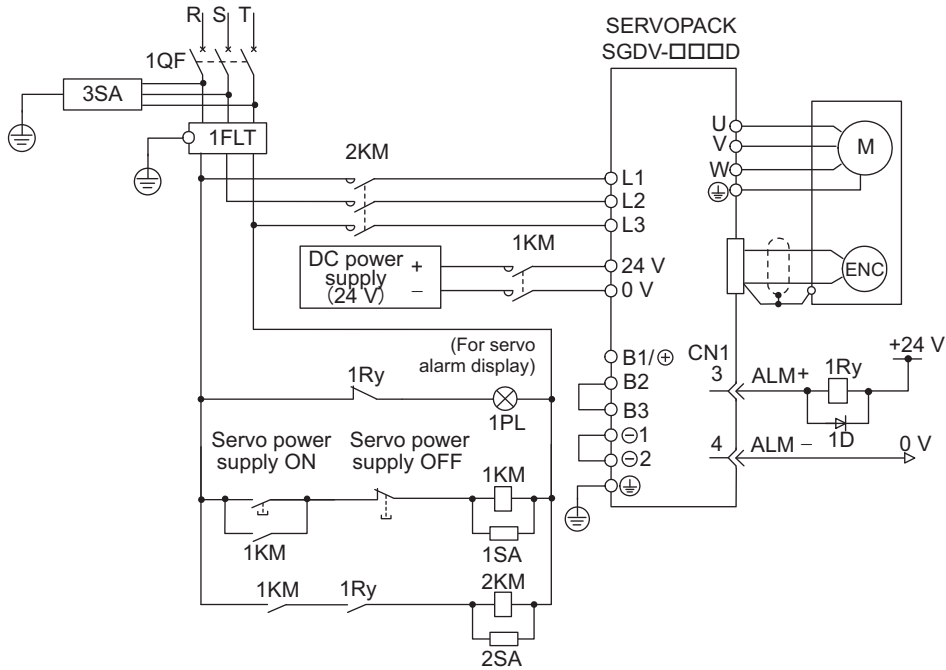 R S T
SERVOPACK
SGDV-□□□D
1QF
3SA
1FLT
2KM
U
V
W
M
L1
L2
L3
1KM
DC power
supply
(24 V)
+
−
24 V
0 V
ENC
(For servo
alarm display)
1Ry
1PL
B1/⊕
B2
B3
⊖1
⊖2
CN1
3
ALM+
1Ry
+24 V
1D
4
ALM −
0 V
Servo power
supply ON
Servo power
supply OFF
1KM
1KM
1SA
1KM
1Ry
2KM
2SA